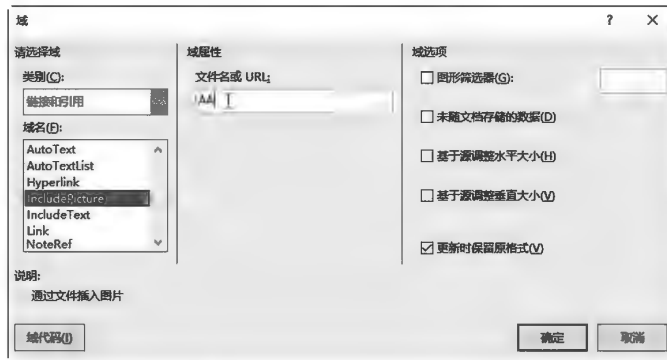 域
? ×
请选择域
类别(C):
链接和引用
域名(F):
AutoText
AutoTextList
Hyperlink
IncludePicture
IncludeText
Link
NoteRef
说明:
通过文件插入图片
域代码(I)
域属性
文件名或 URL:
AA
域选项
图形筛选器(G):
未随文档存储的数据(D)
基于源调整水平大小(H)
基于源调整垂直大小(V)
更新时保留原格式(V)
确定
取消